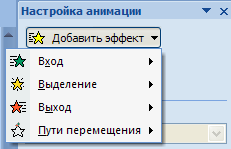 Настройка анимации
Добавить эффект
Вход
Выделение
Выход
Пути перемещения